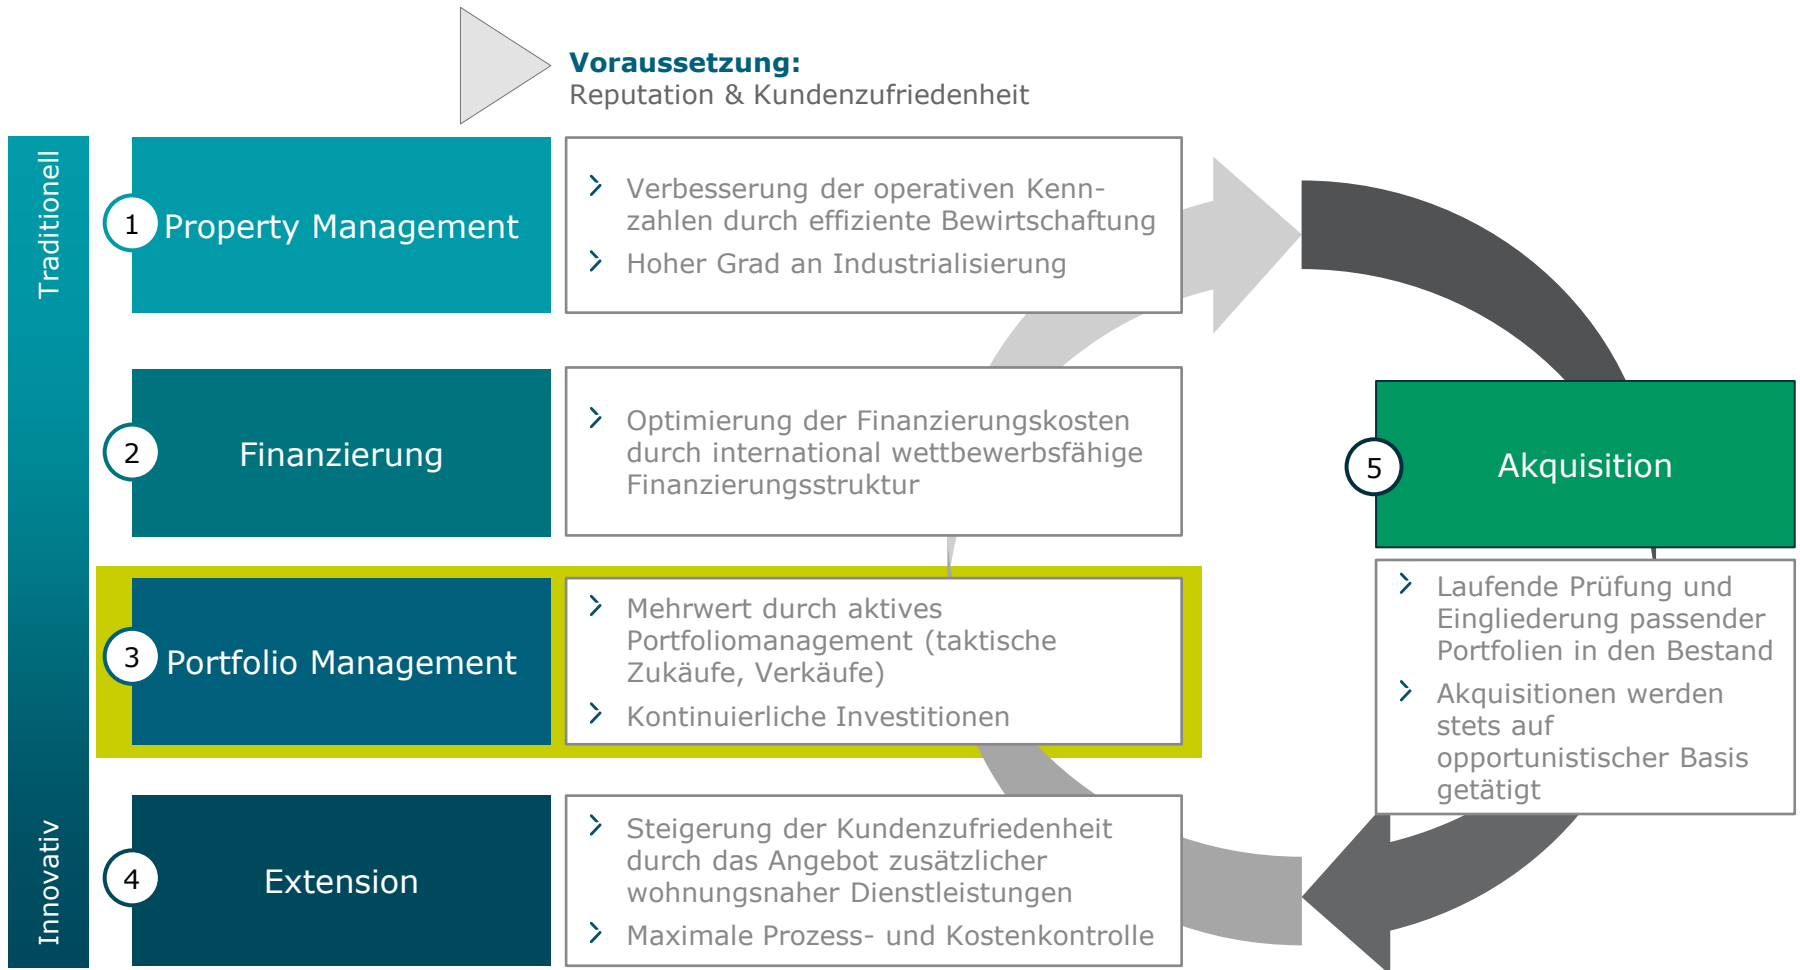 Voraussetzung:
Reputation & Kundenzufriedenheit
Traditionell
Innovativ
1
Property Management
Verbesserung der operativen Kenn-
zahlen durch effiziente Bewirtschaftung
Hoher Grad an Industrialisierung
2
Finanzierung
Optimierung der Finanzierungskosten
durch international wettbewerbsfähige
Finanzierungsstruktur
3
Portfolio Management
Mehrwert durch aktives
Portfoliomanagement (taktische
Zukäufe, Verkäufe)
Kontinuierliche Investitionen
4
Extension
Steigerung der Kundenzufriedenheit
durch das Angebot zusätzlicher
wohnungsnaher Dienstleistungen
Maximale Prozess- und Kostenkontrolle
5
Akquisition
Laufende Prüfung und
Eingliederung passender
Portfolien in den Bestand
Akquisitionen werden
stets auf
opportunistischer Basis
getätigt